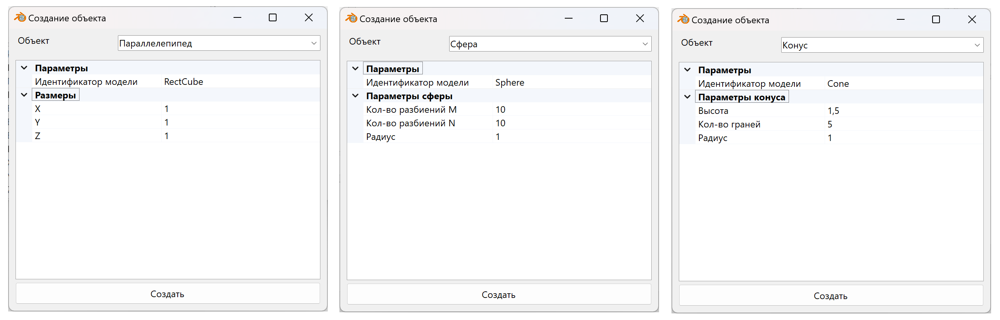 Создание объекта
Объект Параллелепипед
Параметры
Идентификатор модели RectCube
Размеры
X 1
Y 1
Z 1
Создать
Создание объекта
Объект Сфера
Параметры
Идентификатор модели Sphere
Параметры сферы
Кол-во разбиений M 10
Кол-во разбиений N 10
Радиус 1
Создать
Создание объекта
Объект Конус
Параметры
Идентификатор модели Cone
Параметры конуса
Высота 1,5
Кол-во граней 5
Радиус 1
Создать